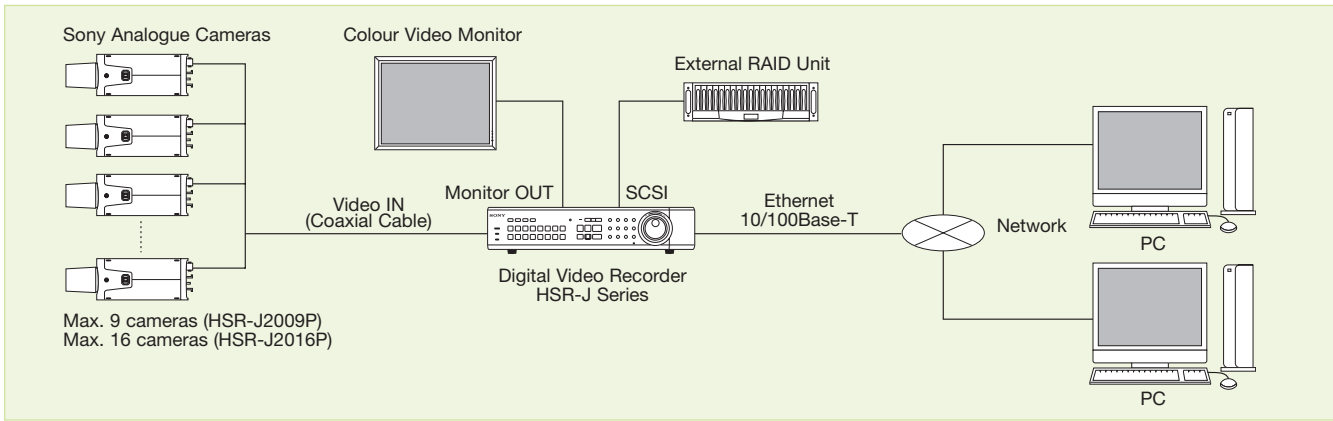 Sony Analogue Cameras
Colour Video Monitor
External RAID Unit
Video IN
(Coaxial Cable)
Monitor OUT
SCSI
SONY
Ethernet
10/100Base-T
Network
PC
Digital Video Recorder
HSR-J Series
Max. 9 cameras (HSR-J2009P)
Max. 16 cameras (HSR-J2016P)
PC